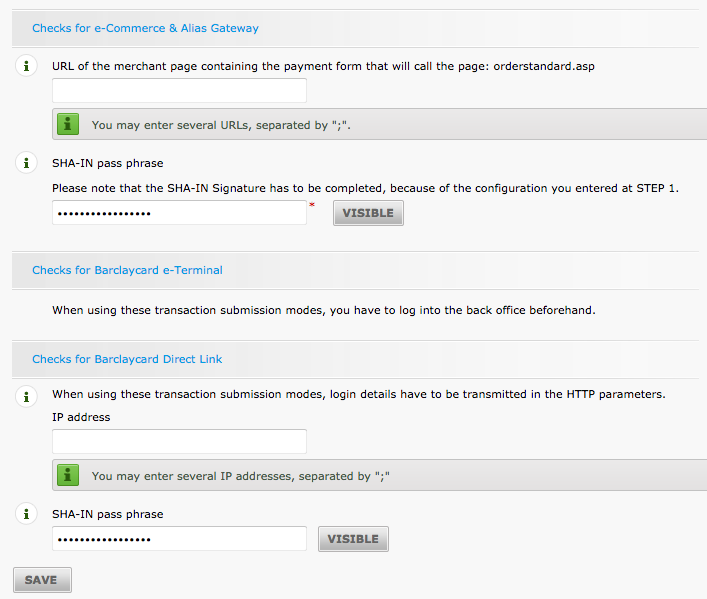 Checks for e-Commerce & Alias Gateway
URL of the merchant page containing the payment form that will call the page: orderstandard.asp
You may enter several URLs, separated by ";".
SHA-IN pass phrase
Please note that the SHA-IN Signature has to be completed, because of the configuration you entered at STEP 1.
••••••••••••••••• * VISIBLE
Checks for Barclaycard e-Terminal
When using these transaction submission modes, you have to log into the back office beforehand.
Checks for Barclaycard Direct Link
When using these transaction submission modes, login details have to be transmitted in the HTTP parameters.
IP address
You may enter several IP addresses, separated by ";"
SHA-IN pass phrase
••••••••••••••••• VISIBLE
SAVE